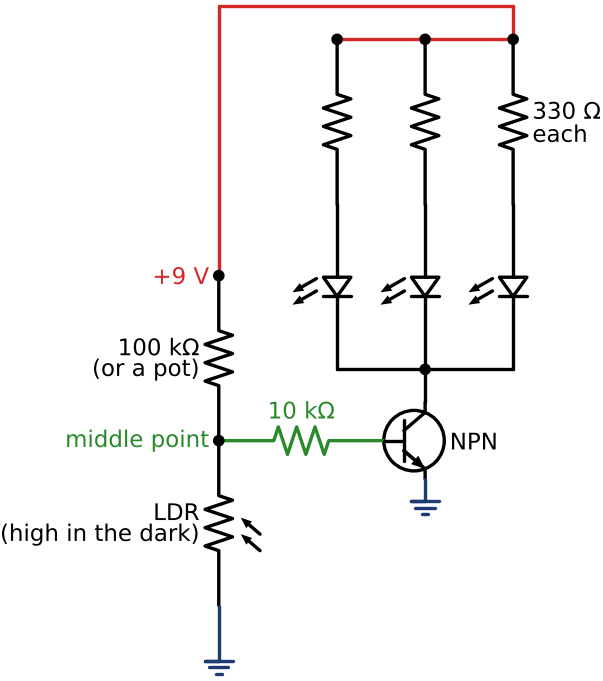 330 Ω
each
+9 V
100 kΩ
(or a pot)
10 kΩ
middle point
NPN
LDR
(high in the dark)